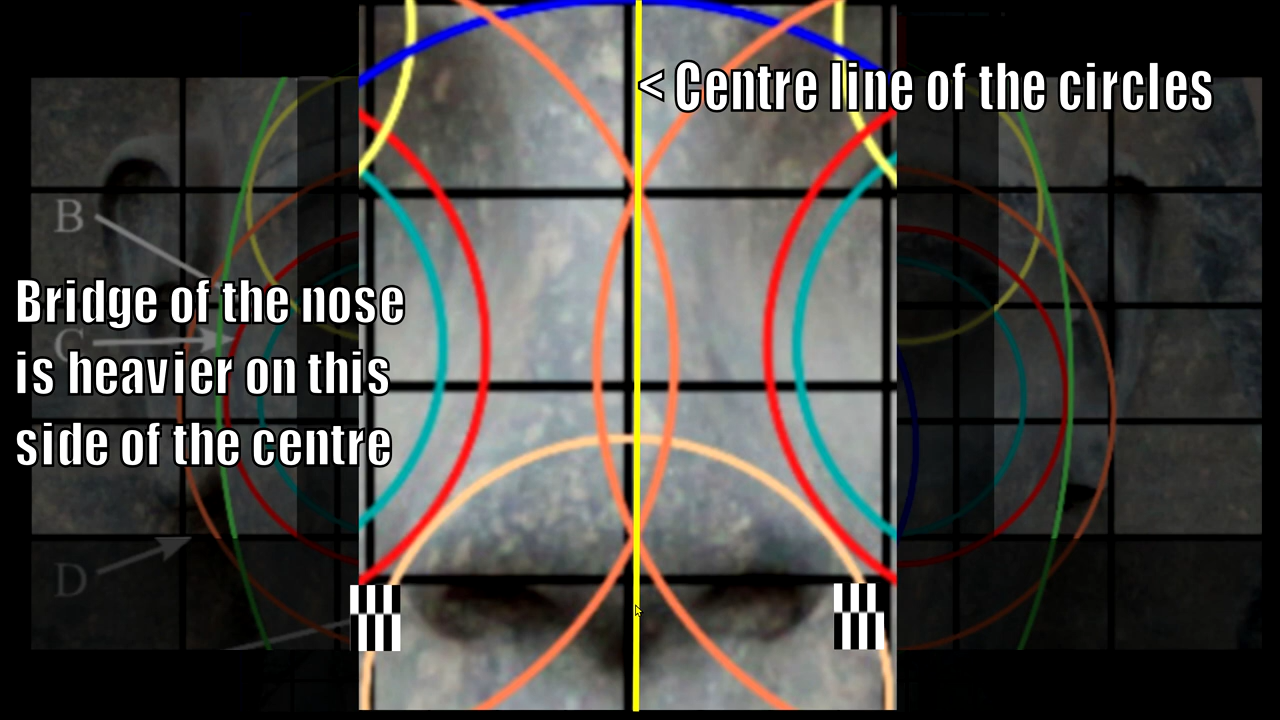 < Centre line of the circles
B
Bridge of the nose
C
is heavier on this
side of the centre
D